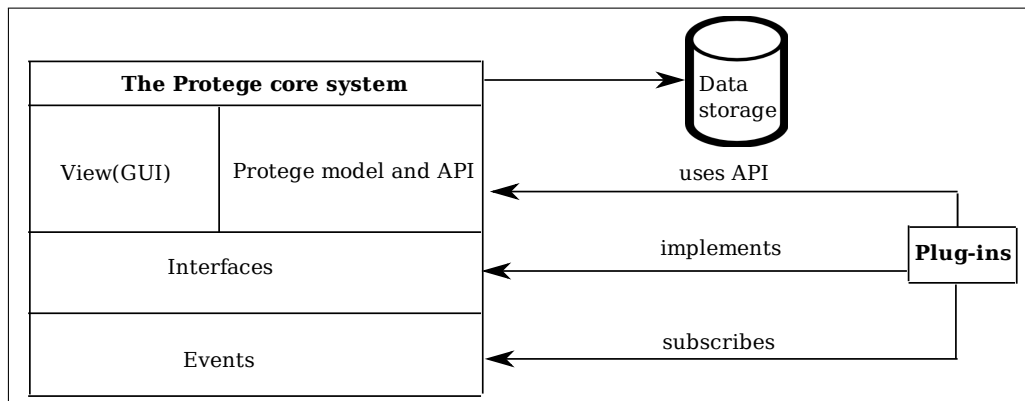 The Protege core system
Data
storage
View(GUI)
Protege model and API
uses API
Interfaces
implements
Plug-ins
Events
subscribes